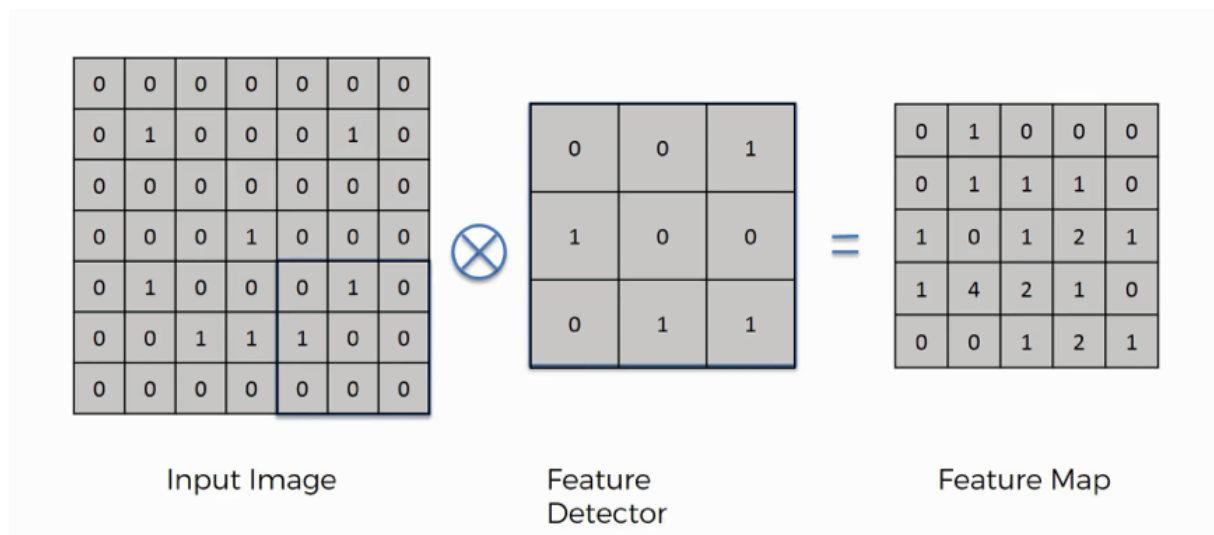 0 0 0 0 0 0 0
0 1 0 0 0 1 0
0 0 0 0 0 0 0
0 0 0 1 0 0 0
0 1 0 0 0 1 0
0 0 1 1 1 0 0
0 0 0 0 0 0 0
Input Image
0 0 1
1 0 0
0 1 1
Feature
Detector
=
0 1 0 0 0
0 1 1 1 0
1 0 1 2 1
1 4 2 1 0
0 0 1 2 1
Feature Map